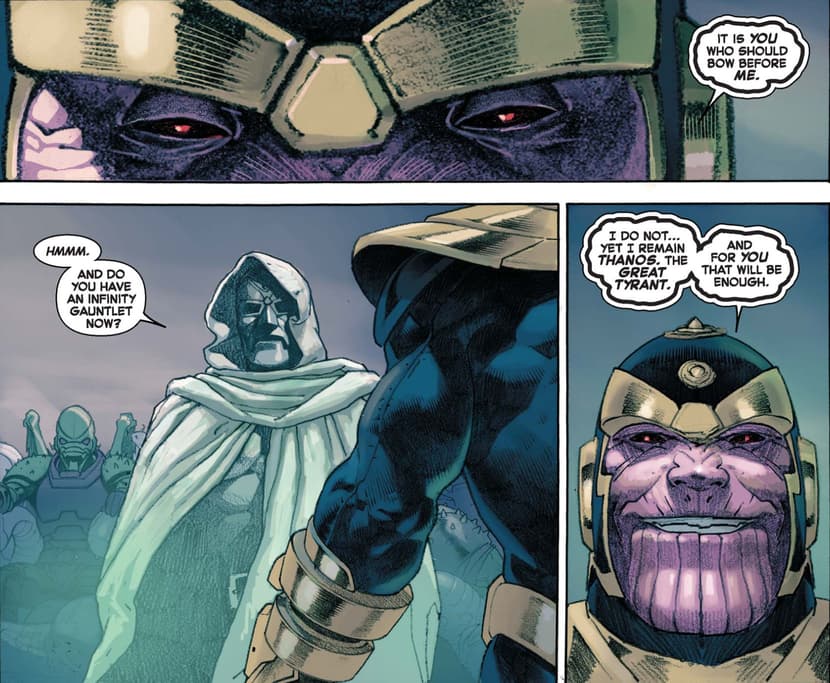 IT IS YOU
WHO SHOULD
BOW BEFORE
ME.
HMMM.
AND DO
YOU HAVE
AN INFINITY
GAUNTLET
NOW?
I DO NOT...
YET I REMAIN
THANOS. THE
GREAT
TYRANT.
AND
FOR YOU
THAT WILL BE
ENOUGH.